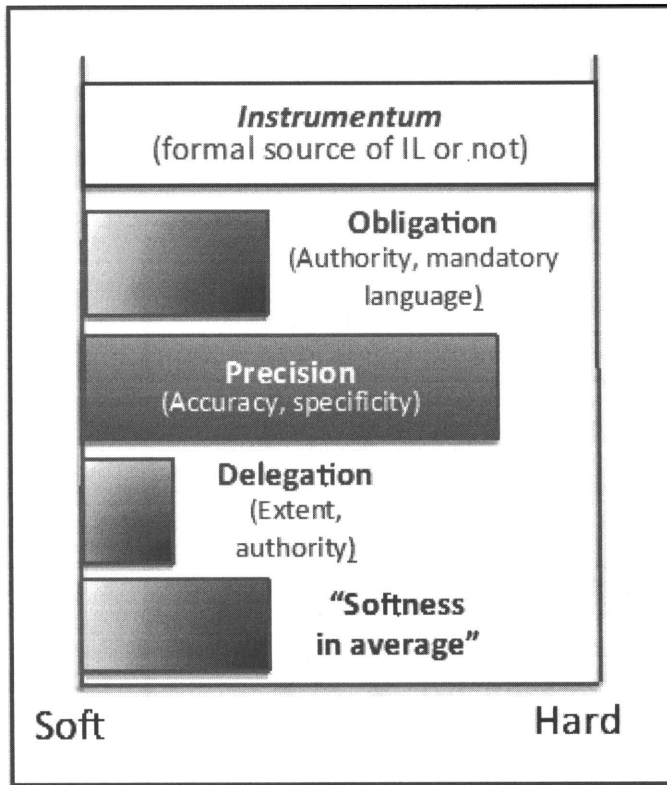 Instrumentum
(formal source of IL or not)
Obligation
(Authority, mandatory
language)
Precision
(Accuracy, specificity)
Delegation
(Extent,
authority)
“Softness
in average”
Soft
Hard